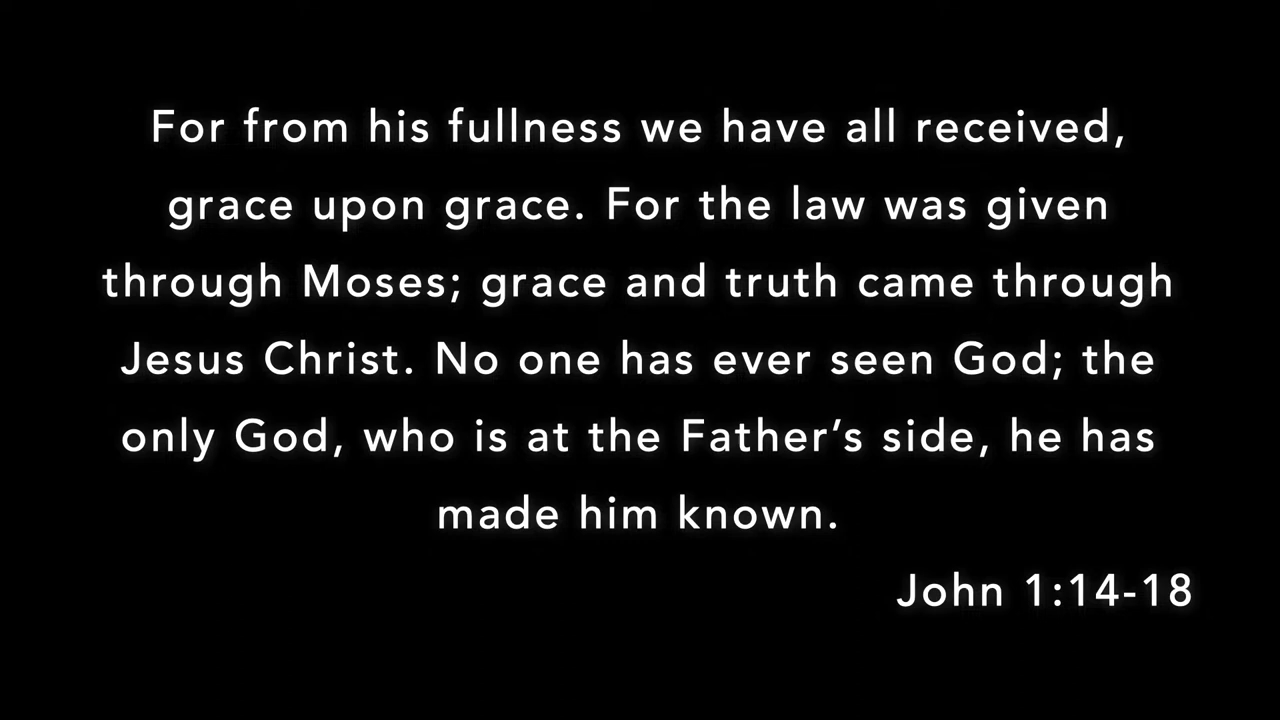 For from his fullness we have all received,
grace upon grace. For the law was given
through Moses; grace and truth came through
Jesus Christ. No one has ever seen God; the
only God, who is at the Father’s side, he has
made him known.
John 1:14-18